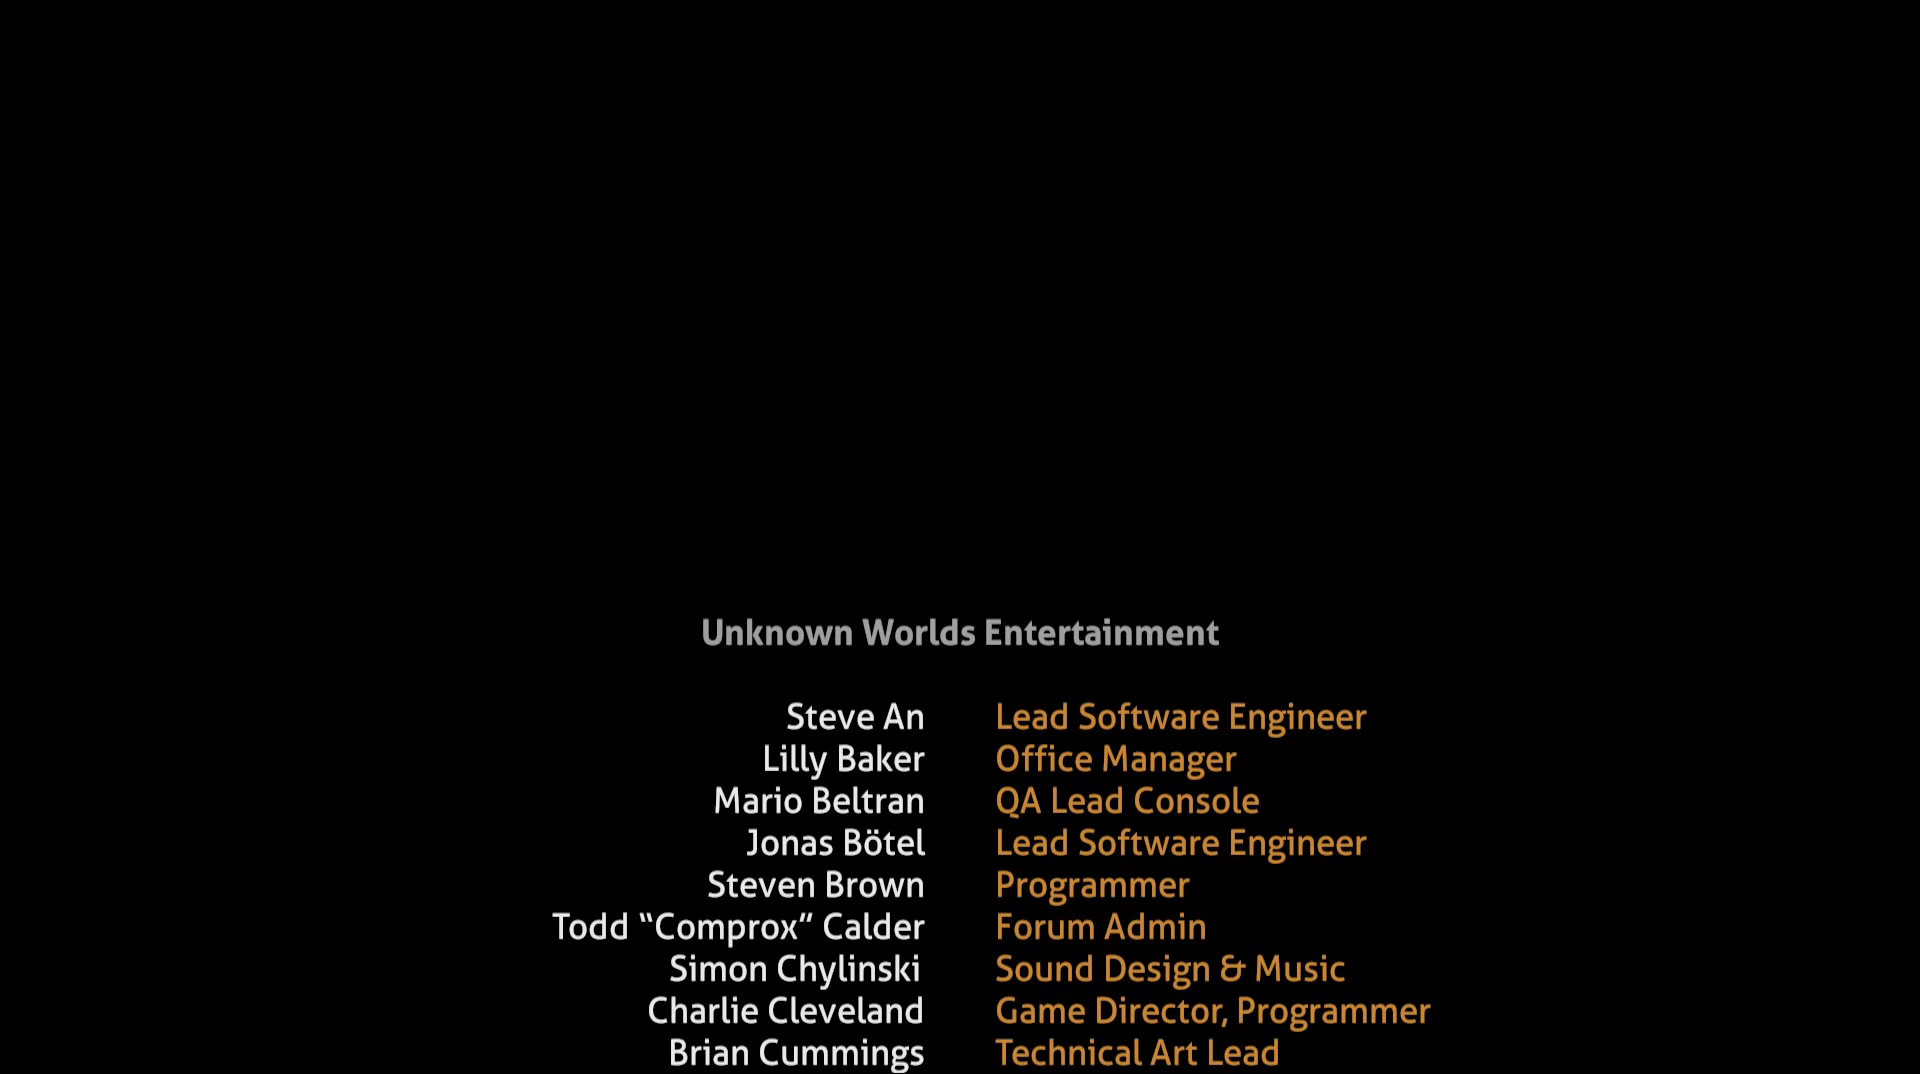 Unknown Worlds Entertainment
Steve An Lead Software Engineer
Lilly Baker Office Manager
Mario Beltran QA Lead Console
Jonas Bötel Lead Software Engineer
Steven Brown Programmer
Todd “Comprox” Calder Forum Admin
Simon Chylinski Sound Design & Music
Charlie Cleveland Game Director, Programmer
Brian Cummings Technical Art Lead